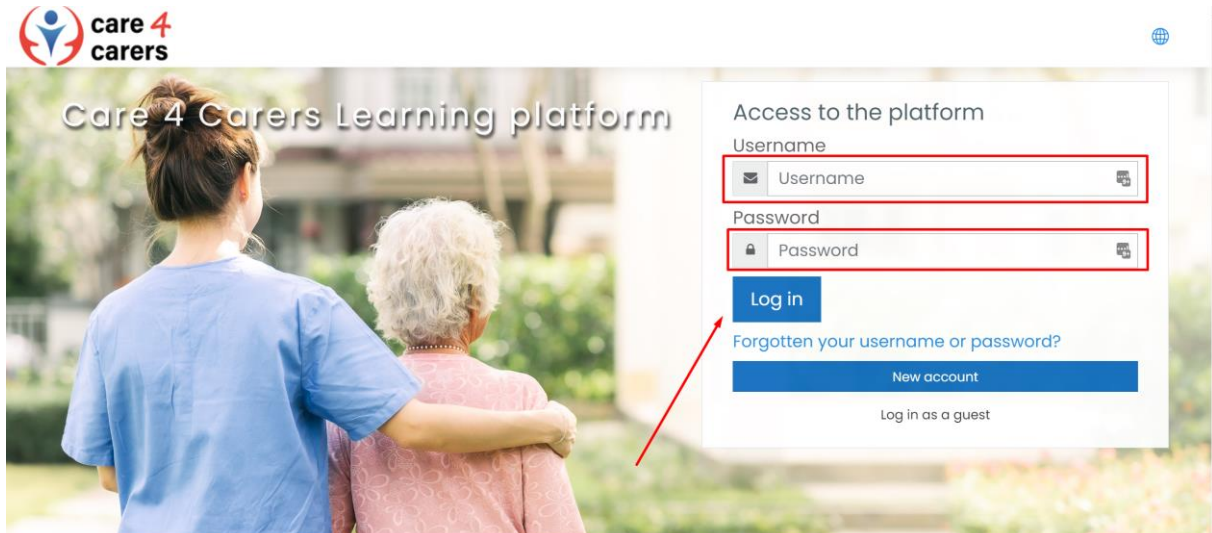 care 4
carers
Care 4 Carers Learning platform
Access to the platform
Username
Username
Password
Password
Log in
Forgotten your username or password?
New account
Log in as a guest